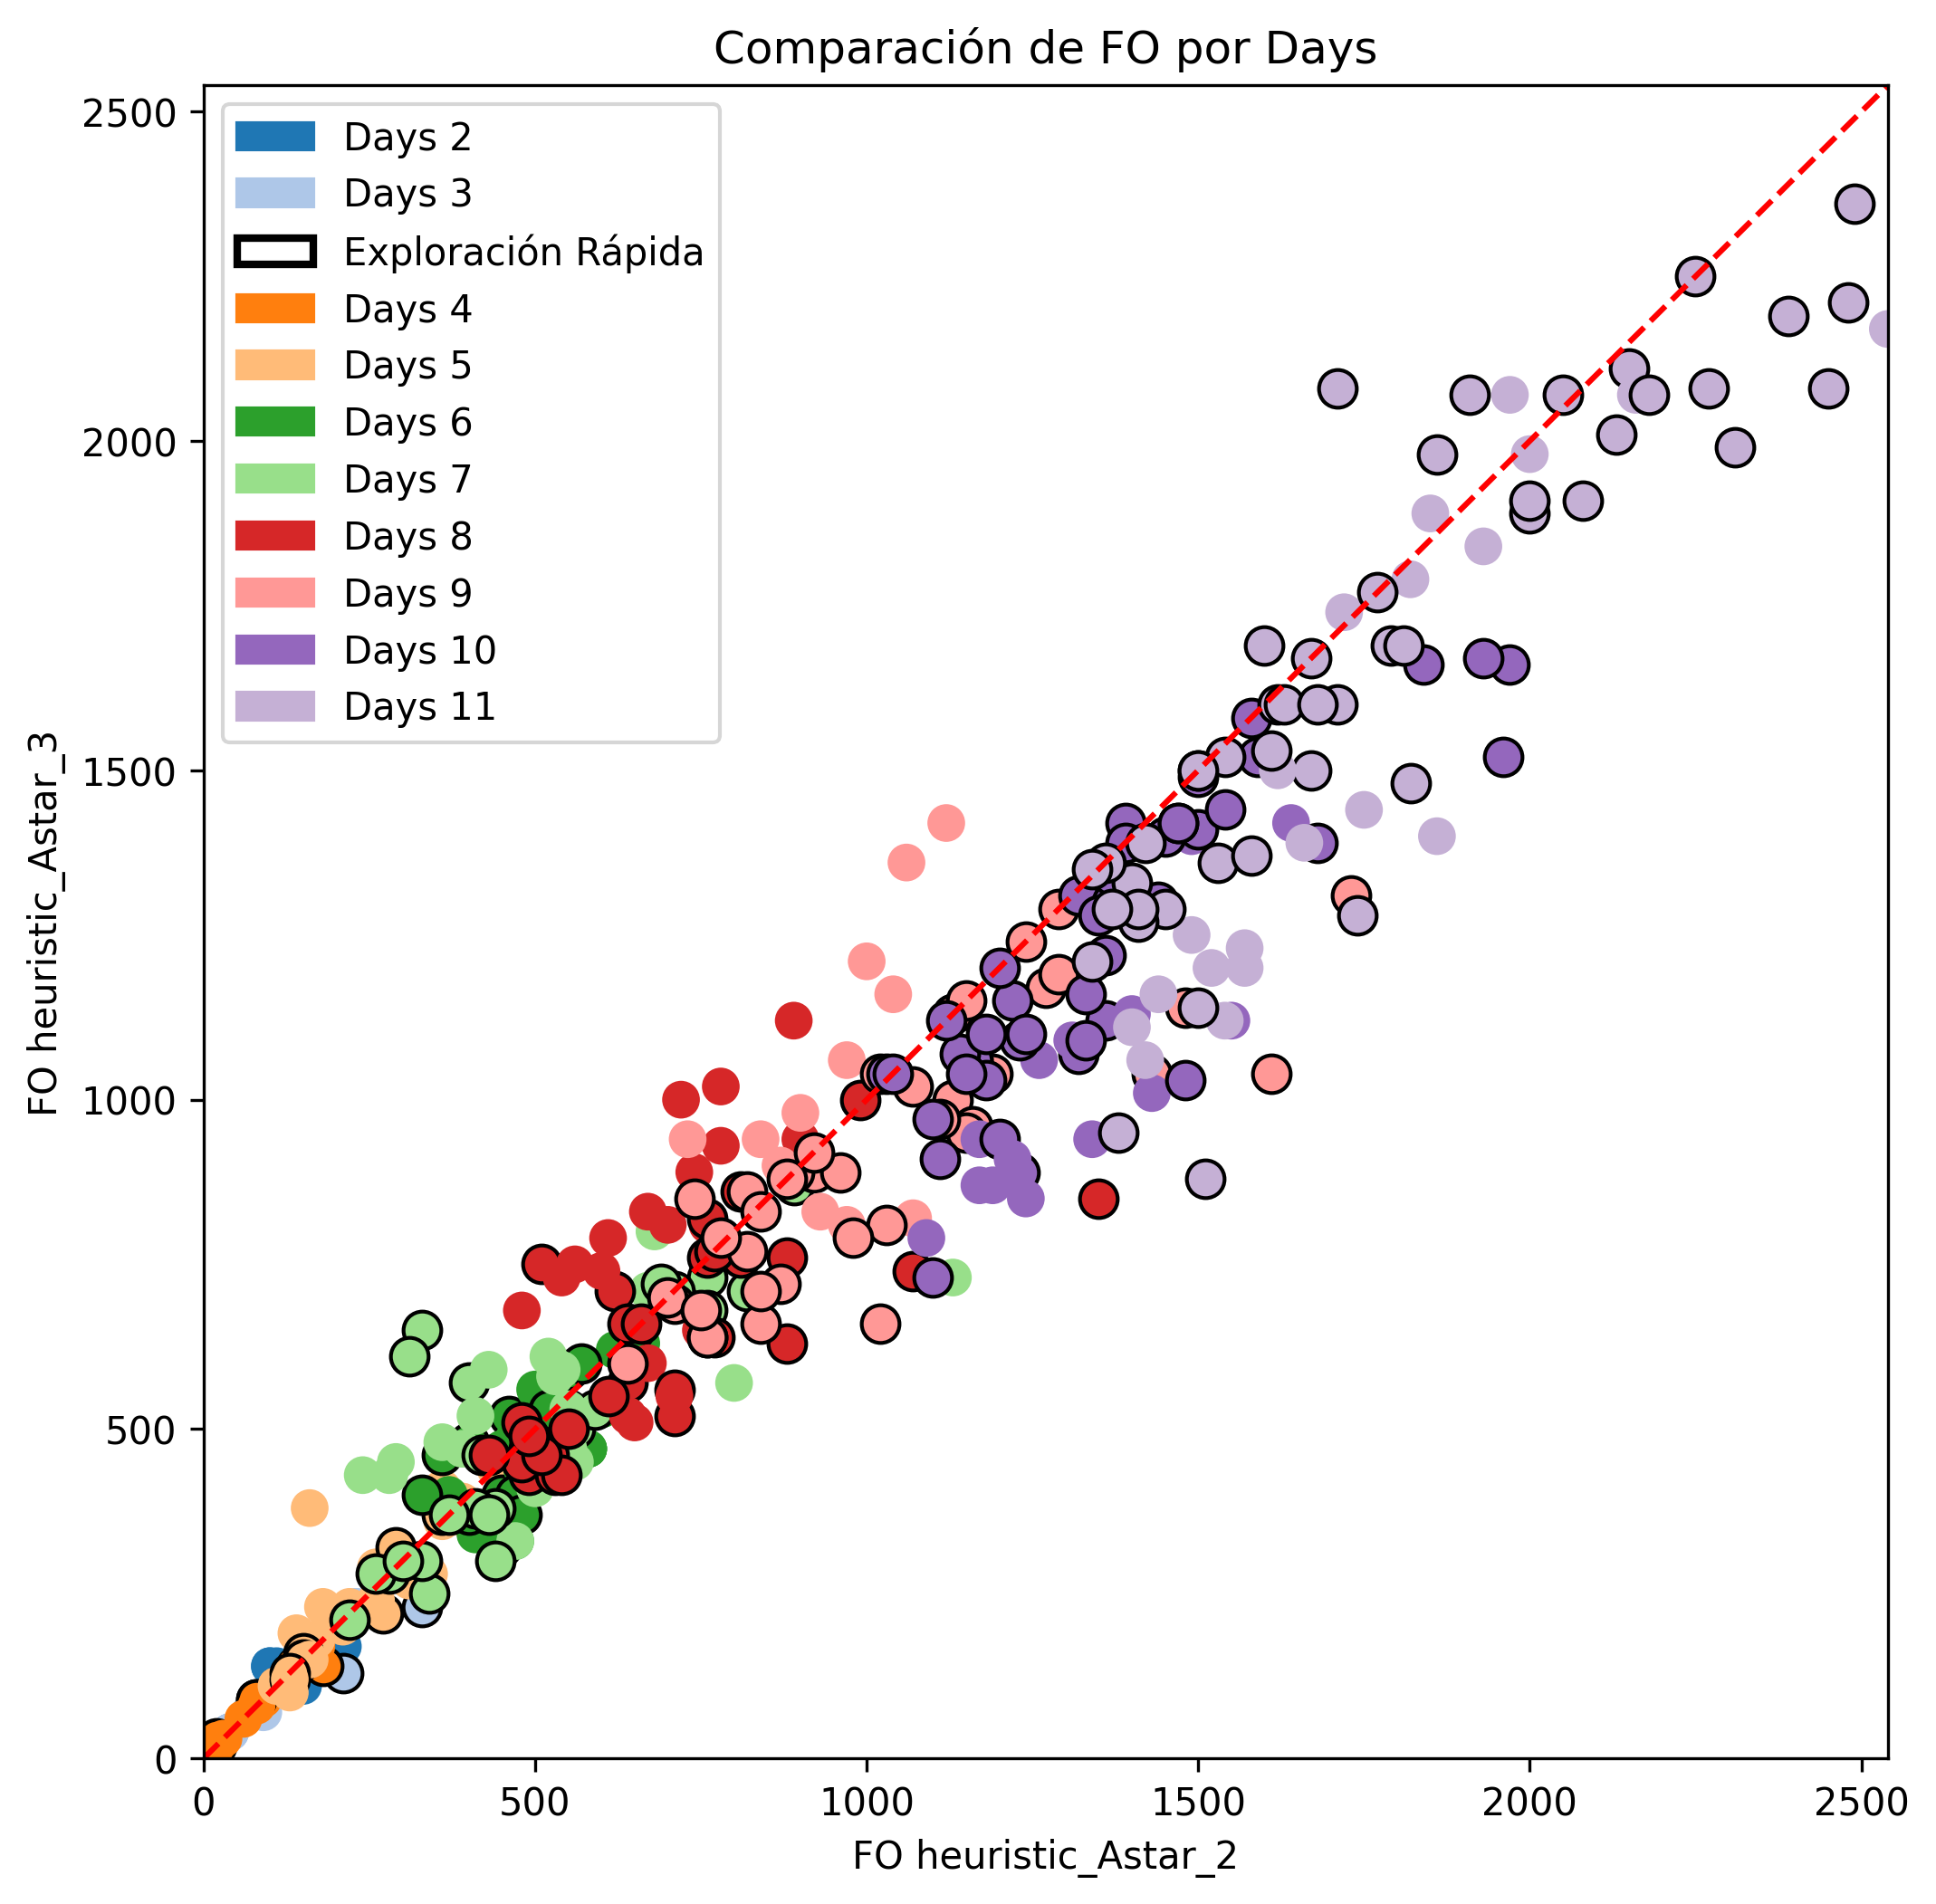 Comparación de FO por Days
2500
2000
1500
1000
500
0
FO heuristic_Astar_3
Days 2
Days 3
Exploración Rápida
Days 4
Days 5
Days 6
Days 7
Days 8
Days 9
Days 10
Days 11
0 500 1000 1500 2000 2500
FO heuristic_Astar_2